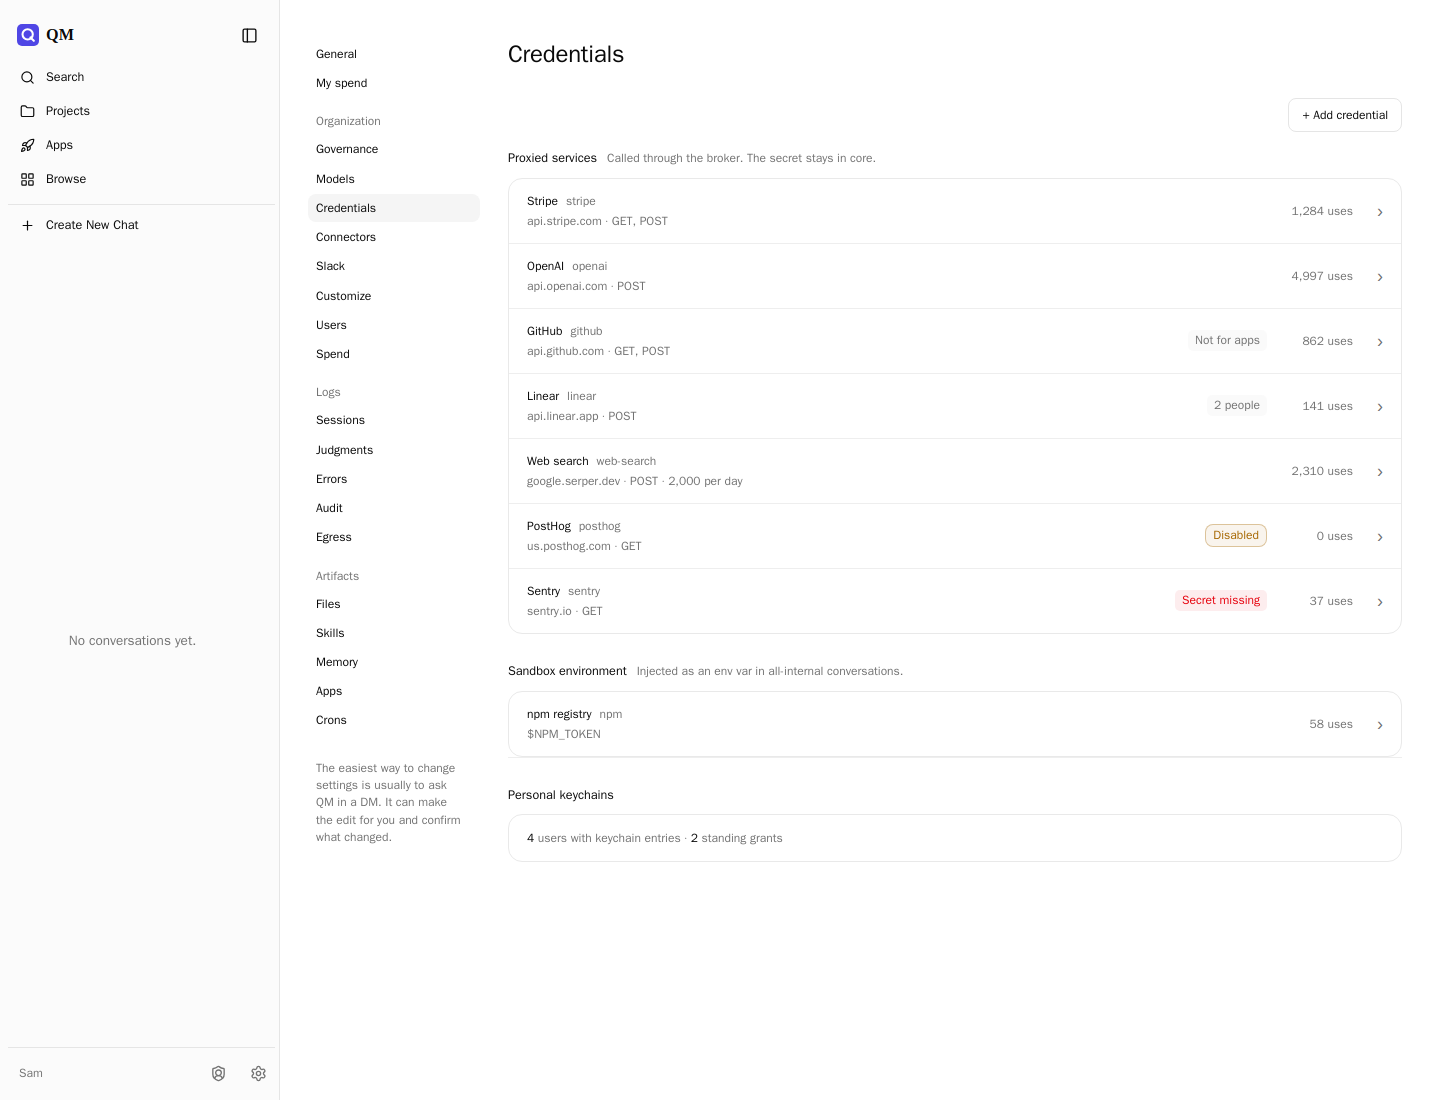 QM
Search
Projects
Apps
Browse
Create New Chat
No conversations yet.
Sam
General
My spend
Organization
Governance
Models
Credentials
Connectors
Slack
Customize
Users
Spend
Logs
Sessions
Judgments
Errors
Audit
Egress
Artifacts
Files
Skills
Memory
Apps
Crons
The easiest way to change
settings is usually to ask
QM in a DM. It can make
the edit for you and confirm
what changed.
Credentials
+ Add credential
Proxied services Called through the broker. The secret stays in core.
Stripe stripe
api.stripe.com · GET, POST
1,284 uses
OpenAI openai
api.openai.com · POST
4,997 uses
GitHub github
api.github.com · GET, POST
Not for apps
862 uses
Linear linear
api.linear.app · POST
2 people
141 uses
Web search web-search
google.serper.dev · POST · 2,000 per day
2,310 uses
PostHog posthog
us.posthog.com · GET
Disabled
0 uses
Sentry sentry
sentry.io · GET
Secret missing
37 uses
Sandbox environment Injected as an env var in all-internal conversations.
npm registry npm
$NPM_TOKEN
58 uses
Personal keychains
4 users with keychain entries · 2 standing grants